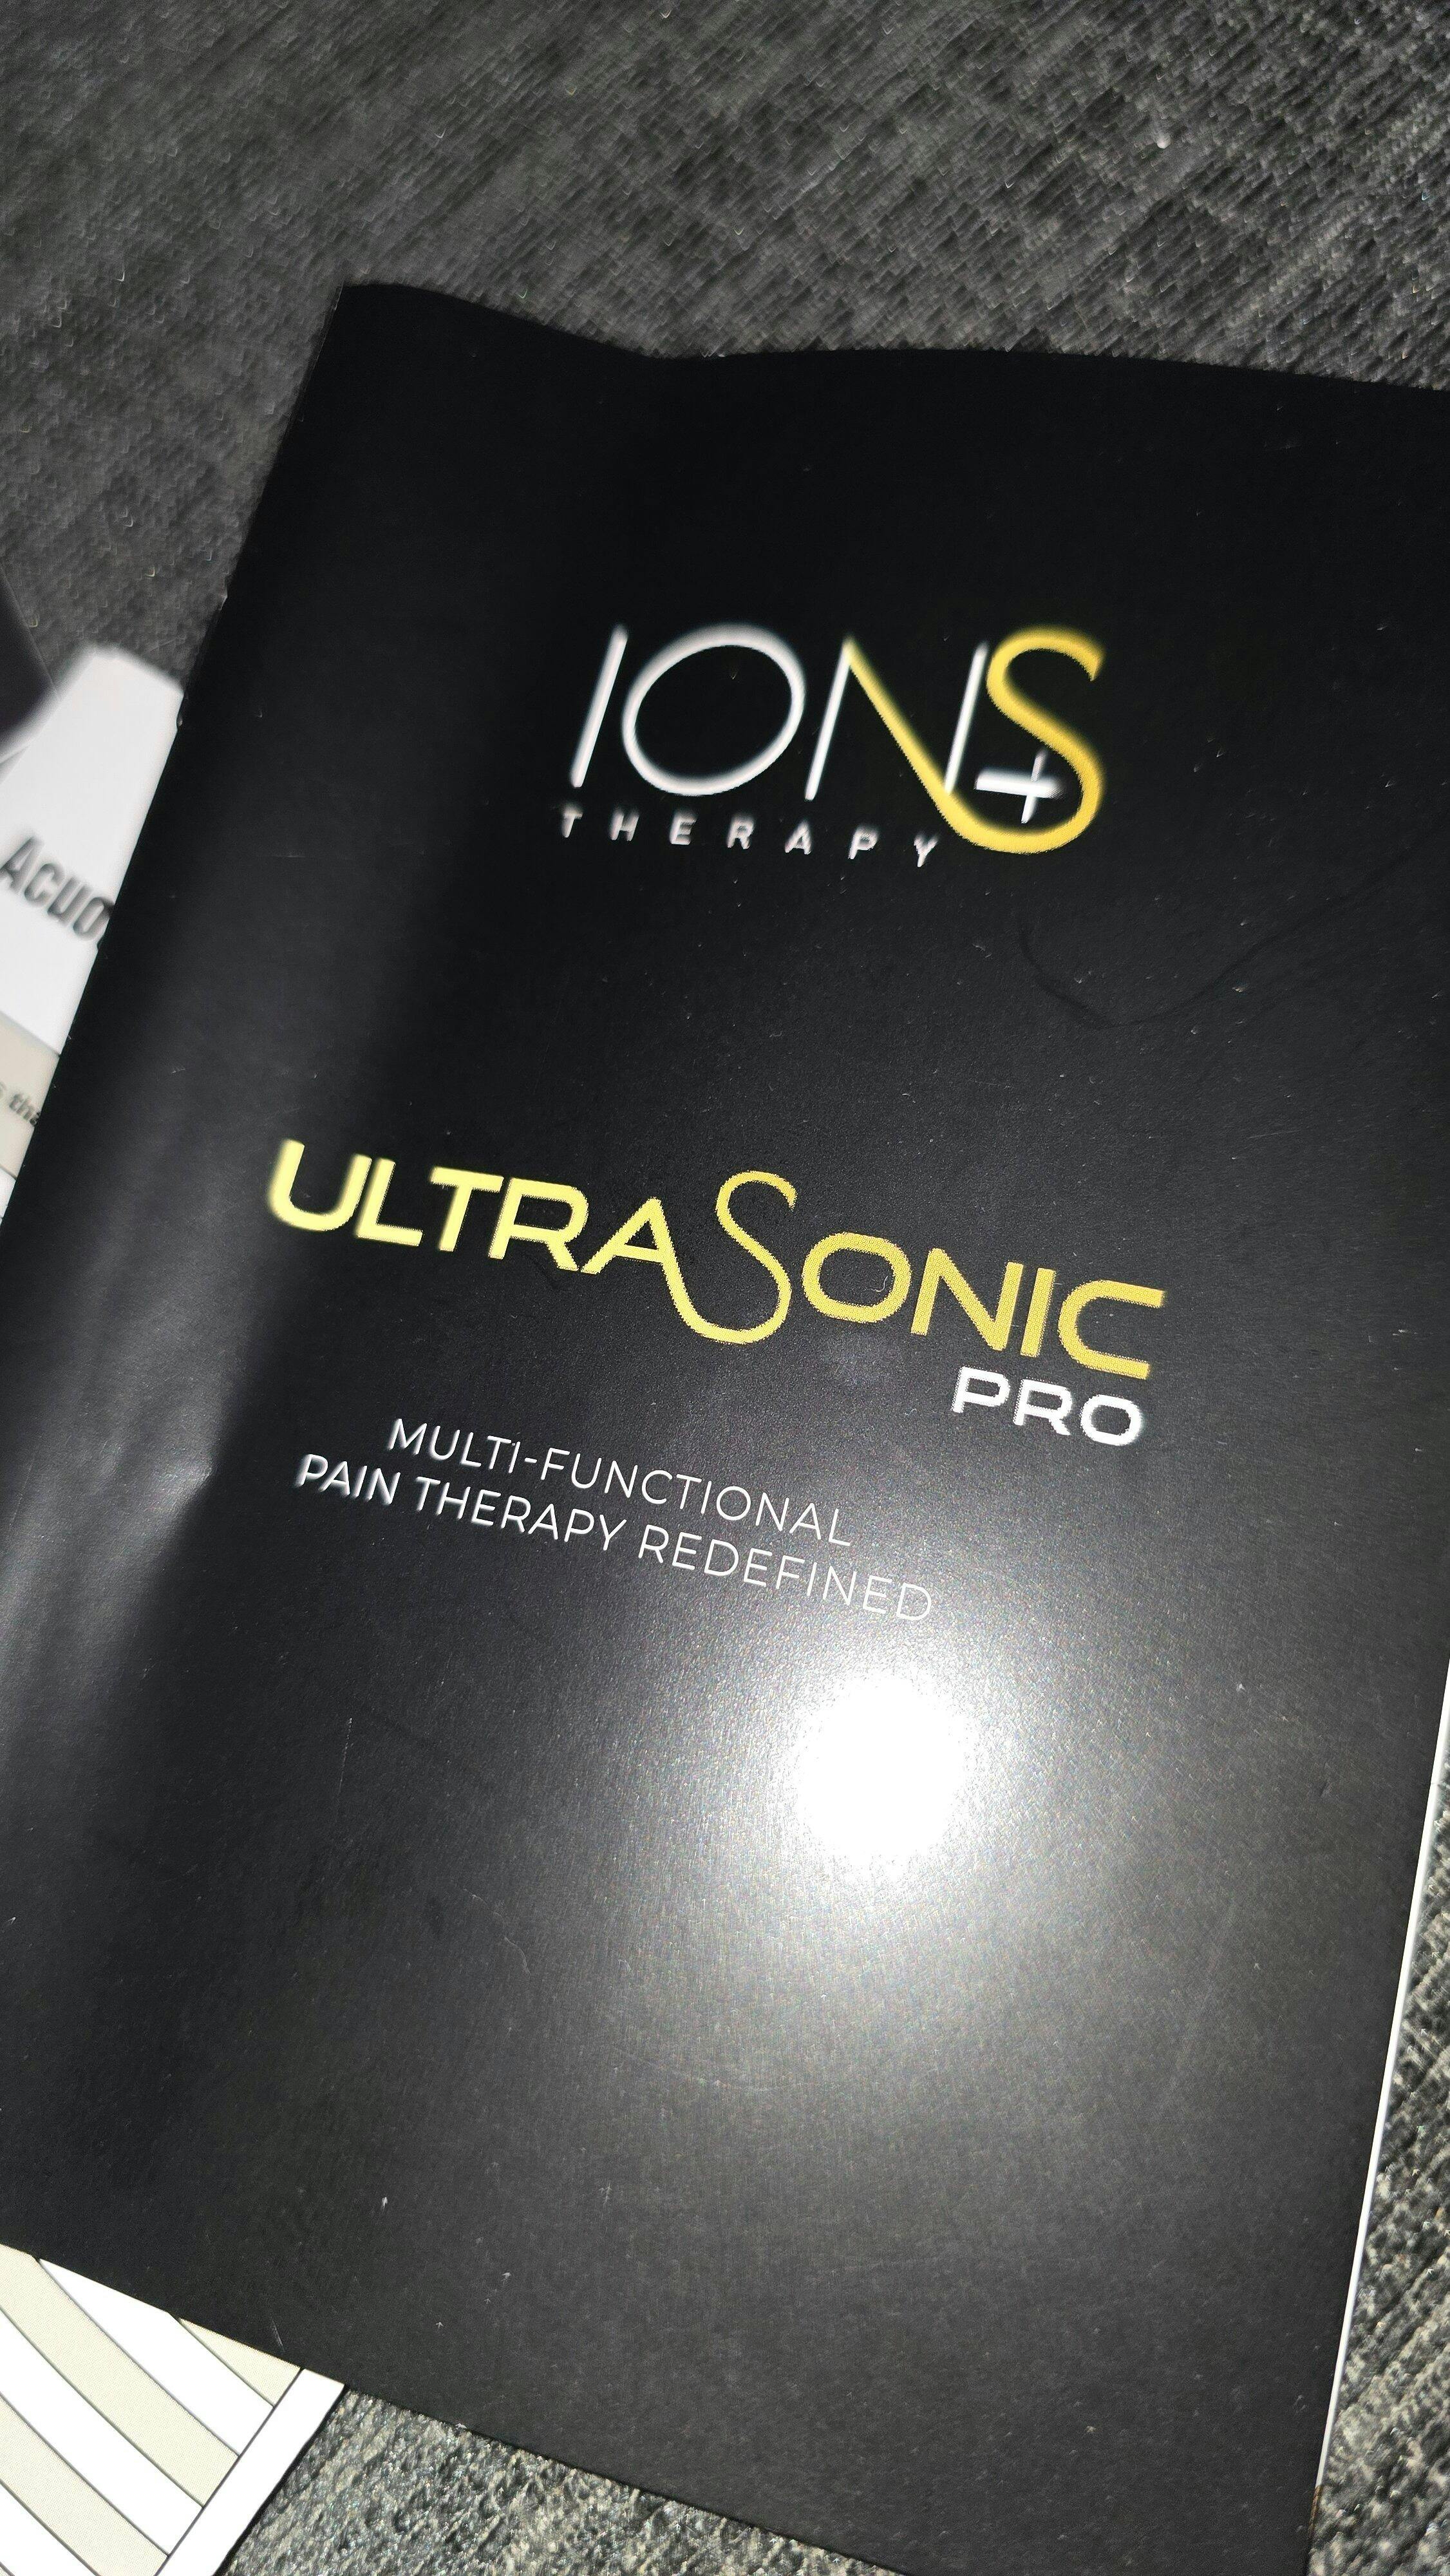 IONS
THERAPY
ULTRASONIC
PRO
MULTI-FUNCTIONAL
PAIN THERAPY REDEFINED